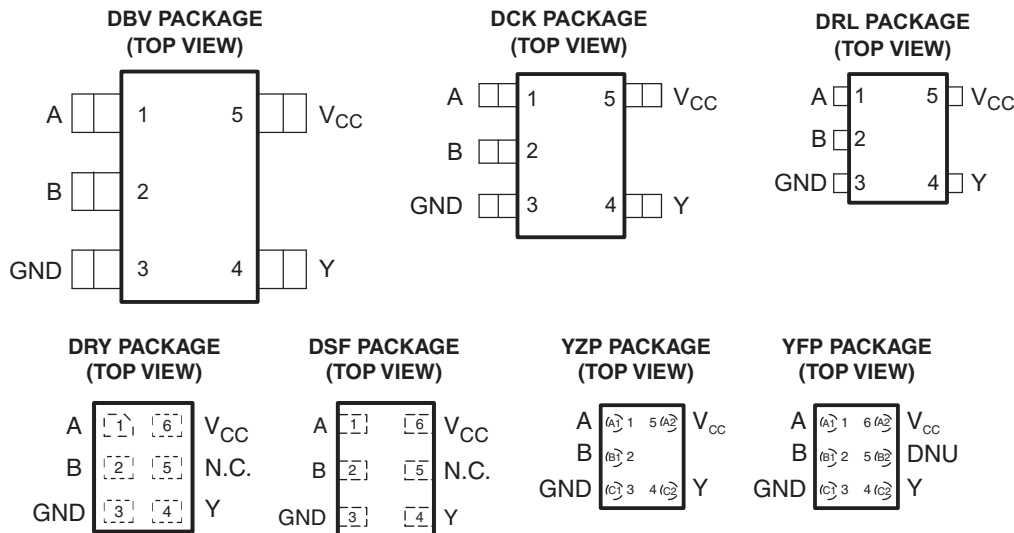 DBV PACKAGE
(TOP VIEW)
A 1 5 VCC
B 2
GND 3 4 Y
DCK PACKAGE
(TOP VIEW)
A 1 5 VCC
B 2
GND 3 4 Y
DRL PACKAGE
(TOP VIEW)
A 1 5 VCC
B 2
GND 3 4 Y
DRY PACKAGE
(TOP VIEW)
A 1 6 VCC
B 2 5 N.C.
GND 3 4 Y
DSF PACKAGE
(TOP VIEW)
A 1 6 VCC
B 2 5 N.C.
GND 3 4 Y
YZP PACKAGE
(TOP VIEW)
A A1 1 5 A2 VCC
B B1 2
GND C1 3 4 C2 Y
YFP PACKAGE
(TOP VIEW)
A A1 1 6 A2 VCC
B B1 2 5 B2 DNU
GND C1 3 4 C2 Y